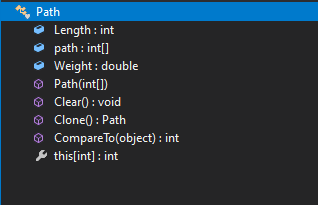 Path
Length : int
path : int[]
Weight : double
Path(int[])
Clear() : void
Clone() : Path
CompareTo(object) : int
this[int] : int